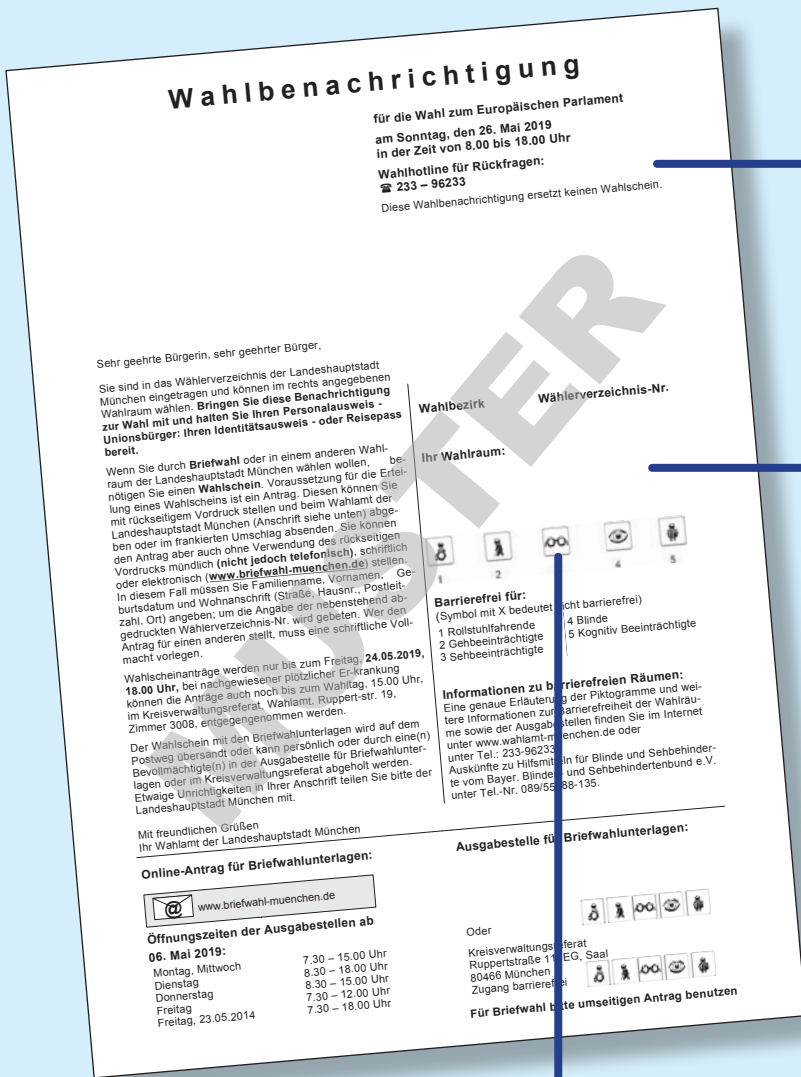 Wahlbenachrichtigung
für die Wahl zum Europäischen Parlament
am Sonntag, den 26. Mai 2019
in der Zeit von 8.00 bis 18.00 Uhr
Wahlhotline für Rückfragen:
☎ 233 – 96233
Diese Wahlbenachrichtigung ersetzt keinen Wahlschein.
MUSTER
Sehr geehrte Bürgerin, sehr geehrter Bürger,
Sie sind in das Wählerverzeichnis der Landeshauptstadt
München eingetragen und können im rechts angegebenen
Wahlraum wählen. Bringen Sie diese Benachrichtigung
zur Wahl mit und halten Sie Ihren Personalausweis -
Unionsbürger: Ihren Identitätsausweis - oder Reisepass
bereit.
Wenn Sie durch Briefwahl oder in einem anderen Wahl-
raum der Landeshauptstadt München wählen wollen, be-
nötigen Sie einen Wahlschein. Voraussetzung für die Ertei-
lung eines Wahlscheins ist ein Antrag. Diesen können Sie
mit rückseitigem Vordruck stellen und beim Wahlamt der
Landeshauptstadt München (Anschrift siehe unten) abge-
ben oder im frankierten Umschlag absenden. Sie können
den Antrag aber auch ohne Verwendung des rückseitigen
Vordrucks mündlich (nicht jedoch telefonisch), schriftlich
oder elektronisch (www.briefwahl-muenchen.de) stellen.
In diesem Fall müssen Sie Familienname, Vornamen, Ge-
burtsdatum und Wohnanschrift (Straße, Hausnr., Postleit-
zahl, Ort) angeben; um die Angabe der nebenstehend ab-
gedruckten Wählerverzeichnis-Nr. wird gebeten. Wer den
Antrag für einen anderen stellt, muss eine schriftliche Voll-
macht vorlegen.
Wahlscheinanträge werden nur bis zum Freitag, 24.05.2019,
18.00 Uhr, bei nachgewiesener plötzlicher Er-krankung
können die Anträge auch noch bis zum Wahltag, 15.00 Uhr,
im Kreisverwaltungsreferat, Wahlamt, Ruppert-str. 19,
Zimmer 3008, entgegengenommen werden.
Der Wahlschein mit den Briefwahlunterlagen wird auf dem
Postweg übersandt oder kann persönlich oder durch eine(n)
Bevollmächtigte(n) in der Ausgabestelle für Briefwahlunter-
lagen oder im Kreisverwaltungsreferat abgeholt werden.
Etwaige Unrichtigkeiten in Ihrer Anschrift teilen Sie bitte der
Landeshauptstadt München mit.
Mit freundlichen Grüßen
Ihr Wahlamt der Landeshauptstadt München
Wahlbezirk Wählerverzeichnis-Nr.
Ihr Wahlraum:
1 2 4 5
Barrierefrei für:
(Symbol mit X bedeutet nicht barrierefrei)
1 Rollstuhlfahrende 4 Blinde
2 Gehbeeinträchtigte 5 Kognitiv Beeinträchtigte
3 Sehbeeinträchtigte
Informationen zu barrierefreien Räumen:
Eine genaue Erläuterung der Piktogramme und wei-
tere Informationen zur Barrierefreiheit der Wahlräu-
me sowie der Ausgabestellen finden Sie im Internet
unter www.wahlamt-muenchen.de oder
unter Tel.: 233-96233
Auskünfte zu Hilfsmitteln für Blinde und Sehbehinder-
te vom Bayer. Blinden- und Sehbehindertenbund e.V.
unter Tel.-Nr. 089/55 88-135.
Online-Antrag für Briefwahlunterlagen:
@ www.briefwahl-muenchen.de
Öffnungszeiten der Ausgabestellen ab
06. Mai 2019:
Montag, Mittwoch 7.30 – 15.00 Uhr
Dienstag 8.30 – 18.00 Uhr
Donnerstag 8.30 – 15.00 Uhr
Freitag 7.30 – 12.00 Uhr
Freitag, 23.05.2014 7.30 – 18.00 Uhr
Ausgabestelle für Briefwahlunterlagen:
Oder
Kreisverwaltungsreferat
Ruppertstraße EG, Saal
80466 München
Zugang barrierefrei
Für Briefwahl bitte umseitigen Antrag benutzen